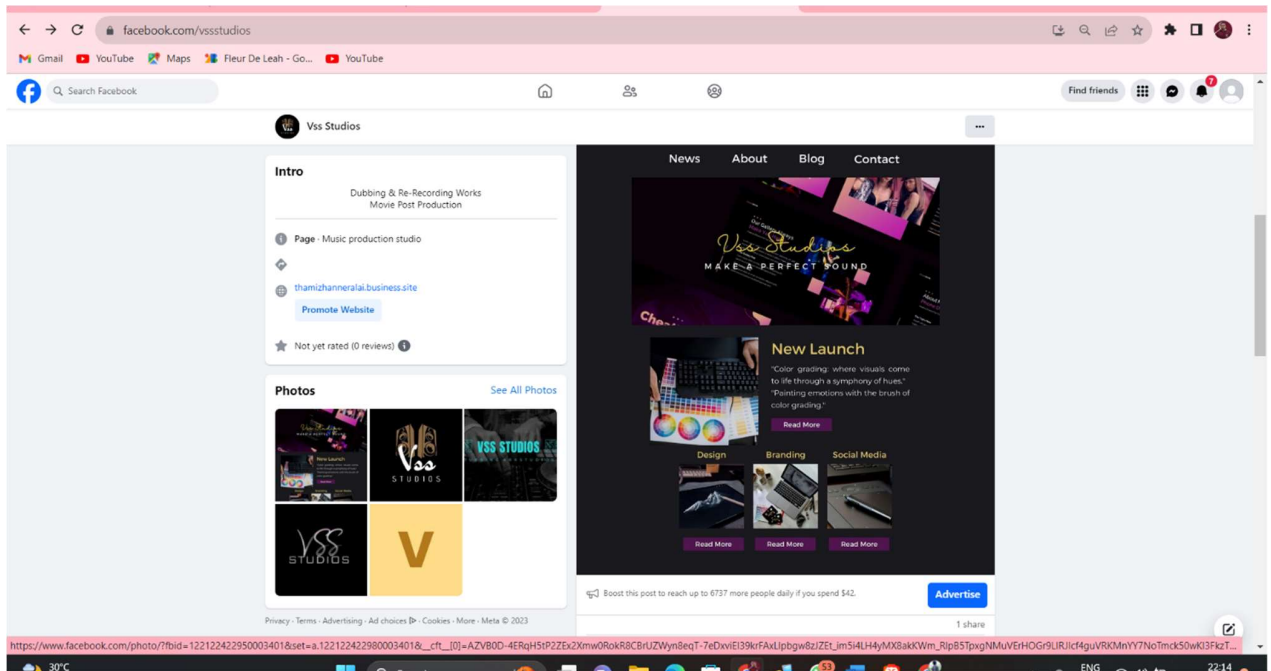 facebook.com/vssstudios
Gmail YouTube Maps Fleur De Leah - Go... YouTube
Search Facebook
Find friends
7
Vss Studios
...
Intro
Dubbing & Re-Recording Works
Movie Post Production
Page · Music production studio
thamizhanneralai.business.site
Promote Website
Not yet rated (0 reviews)
Photos
See All Photos
Vss
STUDIOS
VSS STUDIOS
VSS
STUDIOS
V
Privacy · Terms · Advertising · Ad choices · Cookies · More · Meta © 2023
News About Blog Contact
Vss Studios
MAKE A PERFECT SOUND
New Launch
"Color grading: where visuals come
to life through a symphony of hues."
"Painting emotions with the brush of
color grading."
Read More
Design Branding Social Media
Read More Read More Read More
Boost this post to reach up to 6737 more people daily if you spend $42.
Advertise
1 share
30°C
53
ENG
22:14